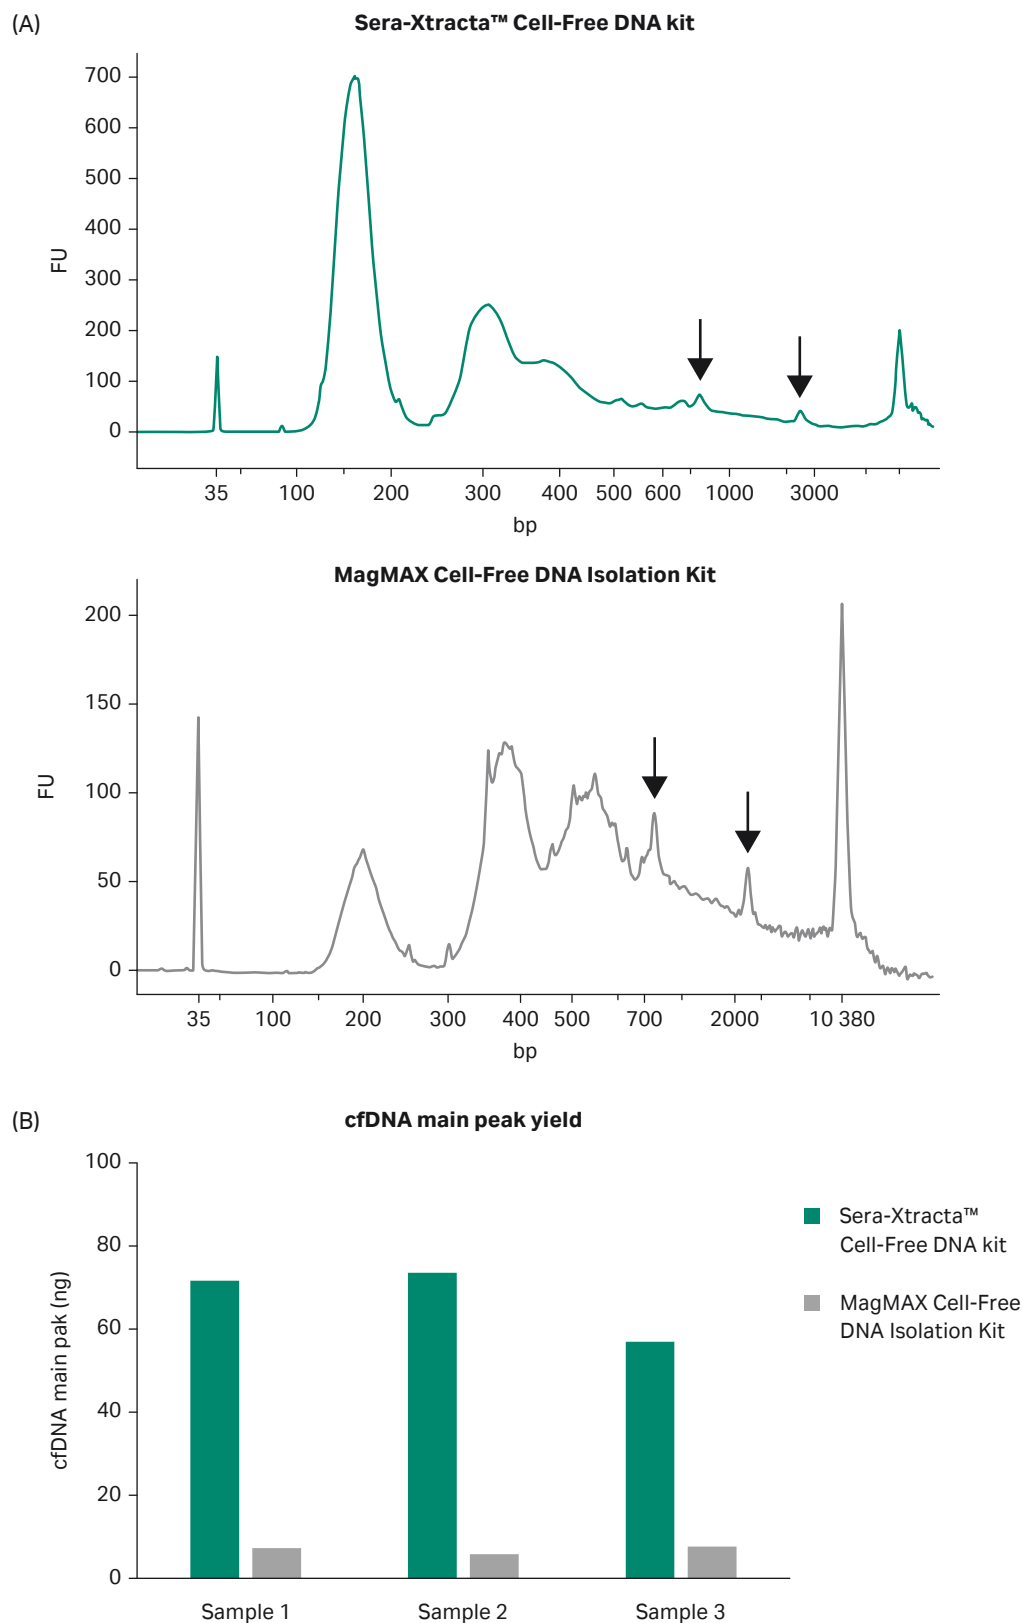 (A)
Sera-Xtracta™ Cell-Free DNA kit
700
600
500
400
300
200
100
0
FU
35 100 200 300 400 500 600 1000 3000
bp
MagMAX Cell-Free DNA Isolation Kit
200
150
100
50
0
FU
35 100 200 300 400 500 700 2000 10 380
bp
(B)
cfDNA main peak yield
100
80
60
40
20
0
cfDNA main pak (ng)
Sample 1 Sample 2 Sample 3
Sera-Xtracta™
Cell-Free DNA kit
MagMAX Cell-Free
DNA Isolation Kit